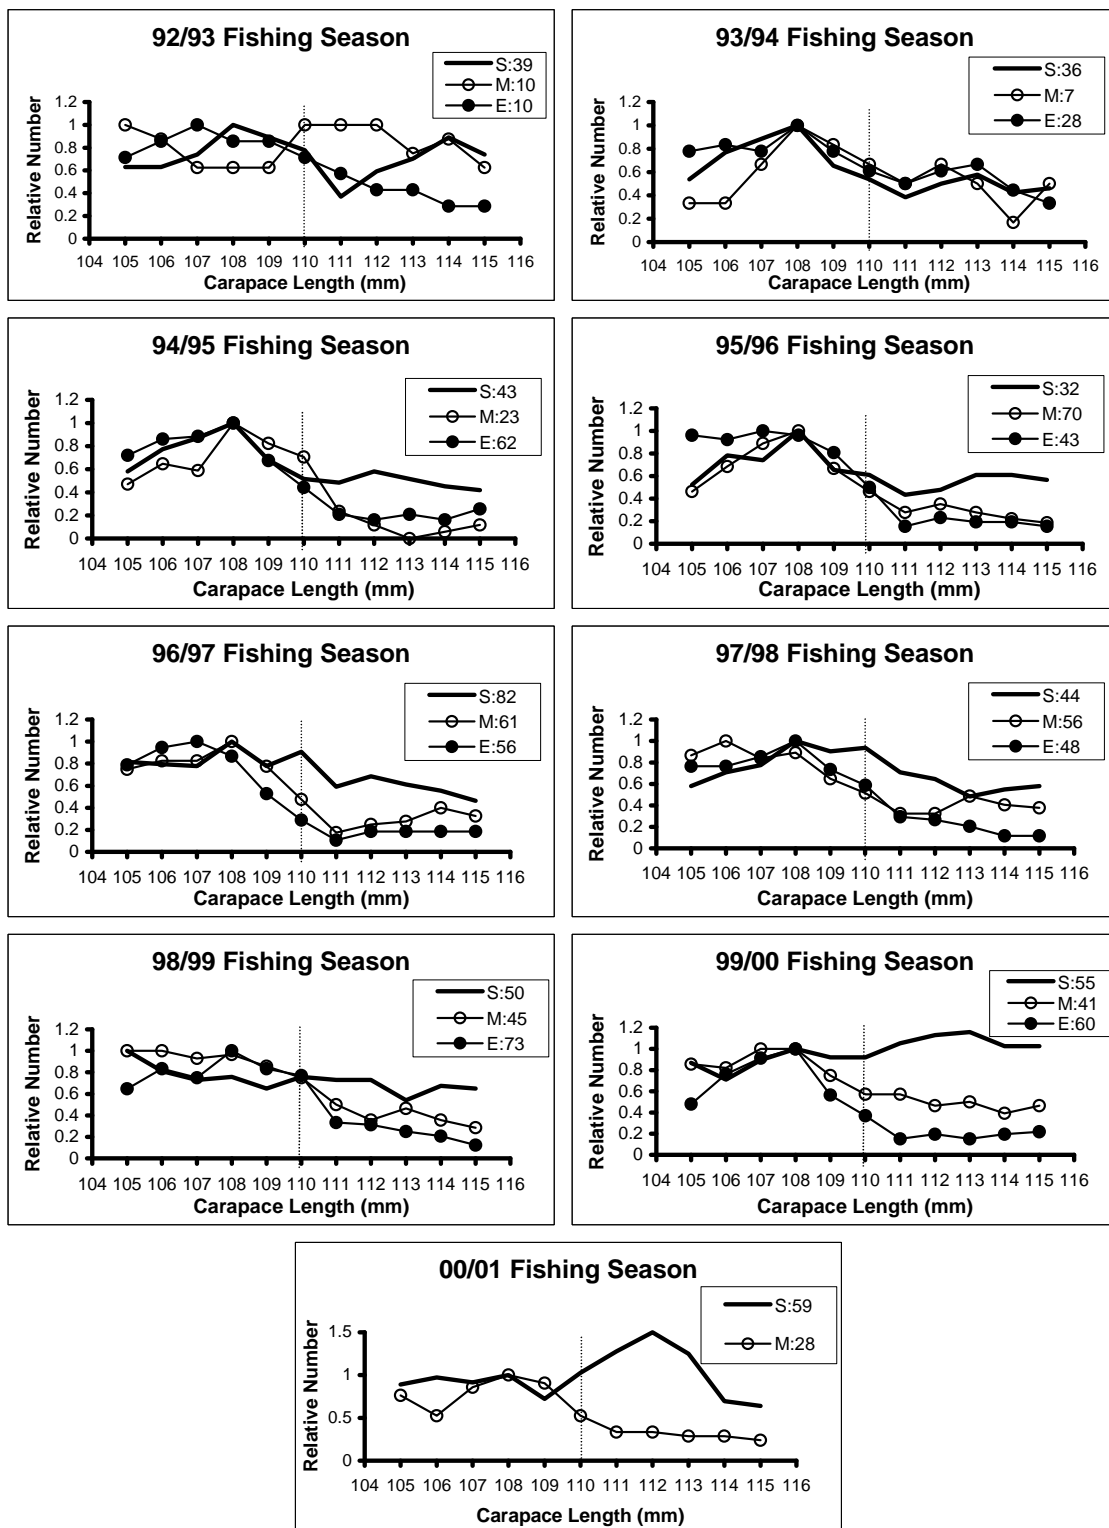 92/93 Fishing Season
S:39
M:10
E:10
Relative Number
1.2
1
0.8
0.6
0.4
0.2
0
104 105 106 107 108 109 110 111 112 113 114 115 116
Carapace Length (mm)
93/94 Fishing Season
S:36
M:7
E:28
Relative Number
1.2
1
0.8
0.6
0.4
0.2
0
104 105 106 107 108 109 110 111 112 113 114 115 116
Carapace Length (mm)
94/95 Fishing Season
S:43
M:23
E:62
Relative Number
1.2
1
0.8
0.6
0.4
0.2
0
104 105 106 107 108 109 110 111 112 113 114 115 116
Carapace Length (mm)
95/96 Fishing Season
S:32
M:70
E:43
Relative Number
1.2
1
0.8
0.6
0.4
0.2
0
104 105 106 107 108 109 110 111 112 113 114 115 116
Carapace Length (mm)
96/97 Fishing Season
S:82
M:61
E:56
Relative Number
1.2
1
0.8
0.6
0.4
0.2
0
104 105 106 107 108 109 110 111 112 113 114 115 116
Carapace Length (mm)
97/98 Fishing Season
S:44
M:56
E:48
Relative Number
1.2
1
0.8
0.6
0.4
0.2
0
104 105 106 107 108 109 110 111 112 113 114 115 116
Carapace Length (mm)
98/99 Fishing Season
S:50
M:45
E:73
Relative Number
1.2
1
0.8
0.6
0.4
0.2
0
104 105 106 107 108 109 110 111 112 113 114 115 116
Carapace Length (mm)
99/00 Fishing Season
S:55
M:41
E:60
Relative Number
1.2
1
0.8
0.6
0.4
0.2
0
104 105 106 107 108 109 110 111 112 113 114 115 116
Carapace Length (mm)
00/01 Fishing Season
S:59
M:28
Relative Number
1.5
1
0.5
0
104 105 106 107 108 109 110 111 112 113 114 115 116
Carapace Length (mm)